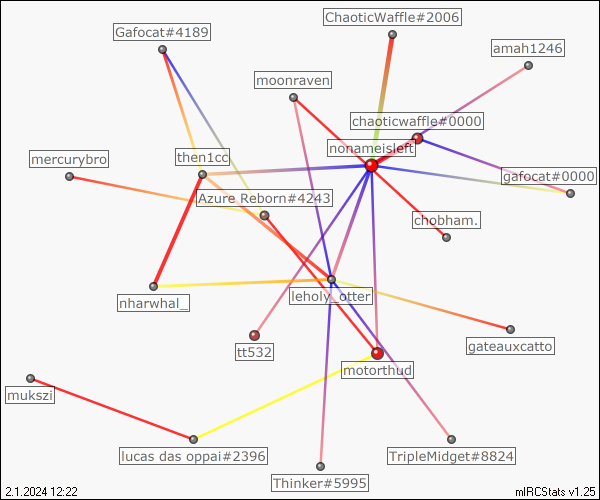 ChaoticWaffle#2006
Gafocat#4189
amah1246
moonraven
chaoticwaffle#0000
nonameisleft
mercurybro
then1cc
gafocat#0000
Azure Reborn#4243
chobham.
leholy_otter
nharwhal_
gateauxcatto
tt532
motorthud
mukszi
lucas das oppai#2396
TripleMidget#8824
Thinker#5995
2.1.2024 12:22
mIRCStats v1.25